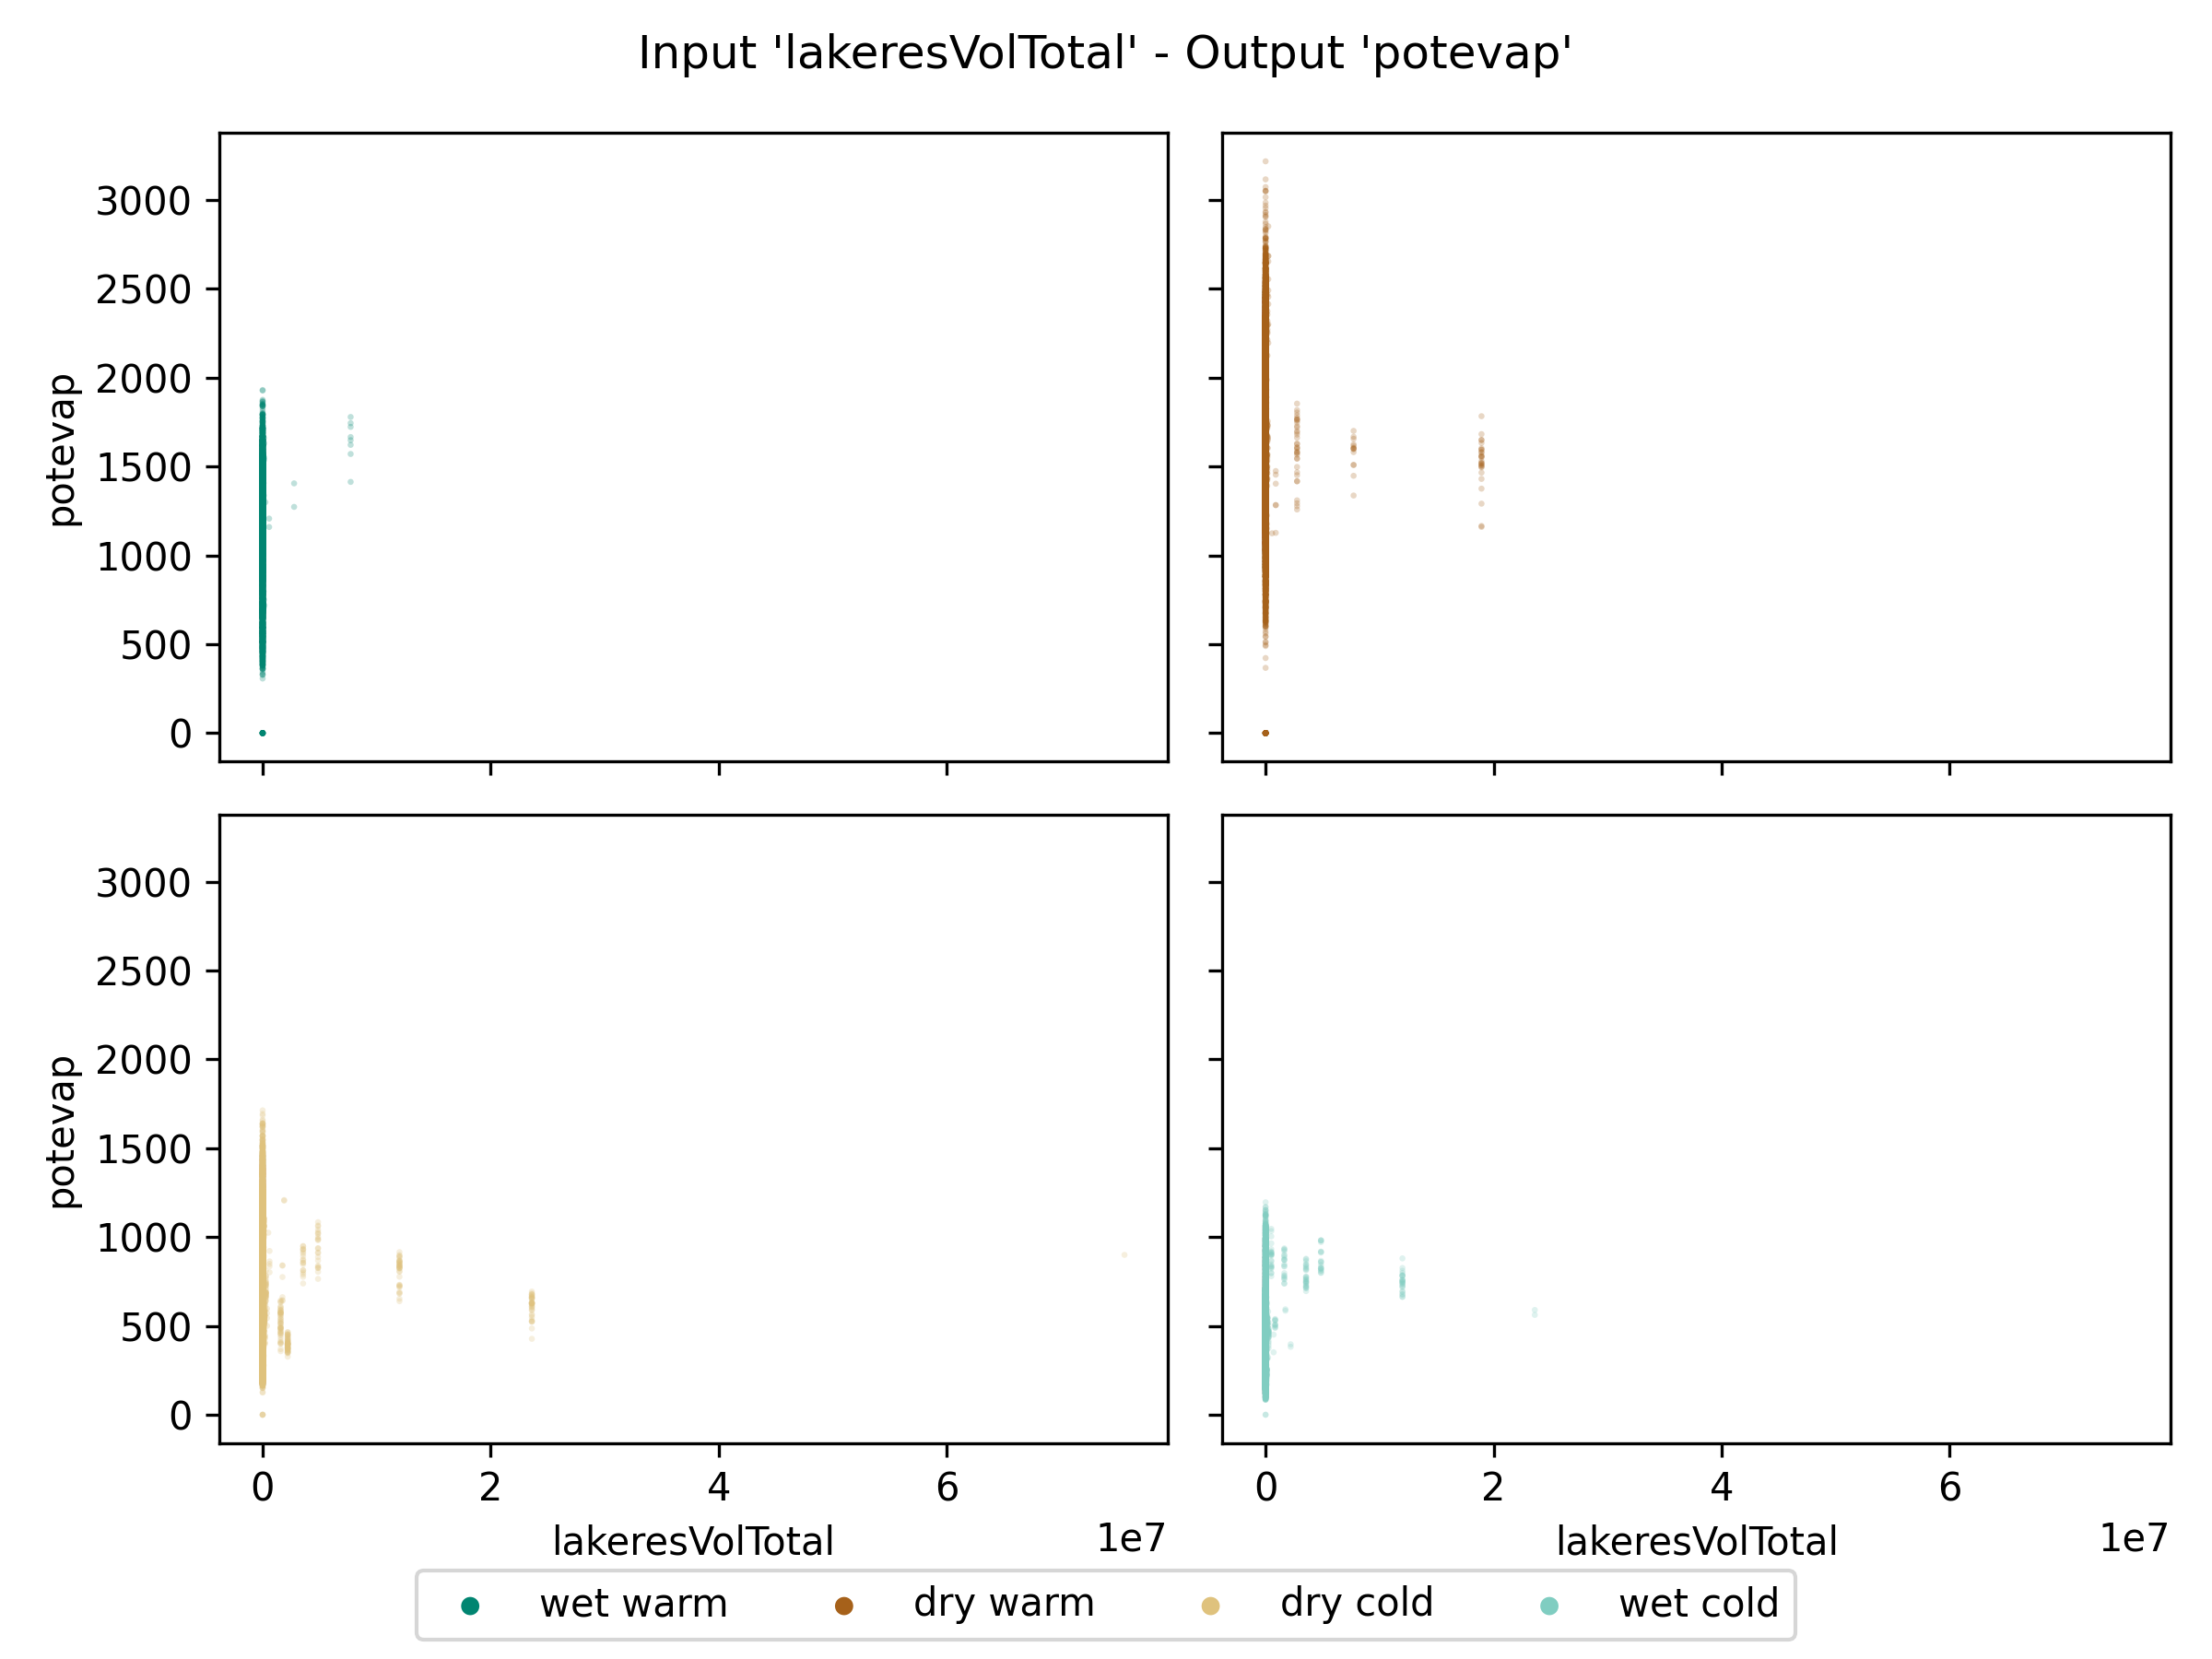 Input 'lakeresVolTotal' - Output 'potevap'
3000
2500
2000
1500
1000
500
0
potevap
3000
2500
2000
1500
1000
500
0
potevap
0 2 4 6
0 2 4 6
lakeresVolTotal 1e7
lakeresVolTotal 1e7
wet warm dry warm dry cold wet cold